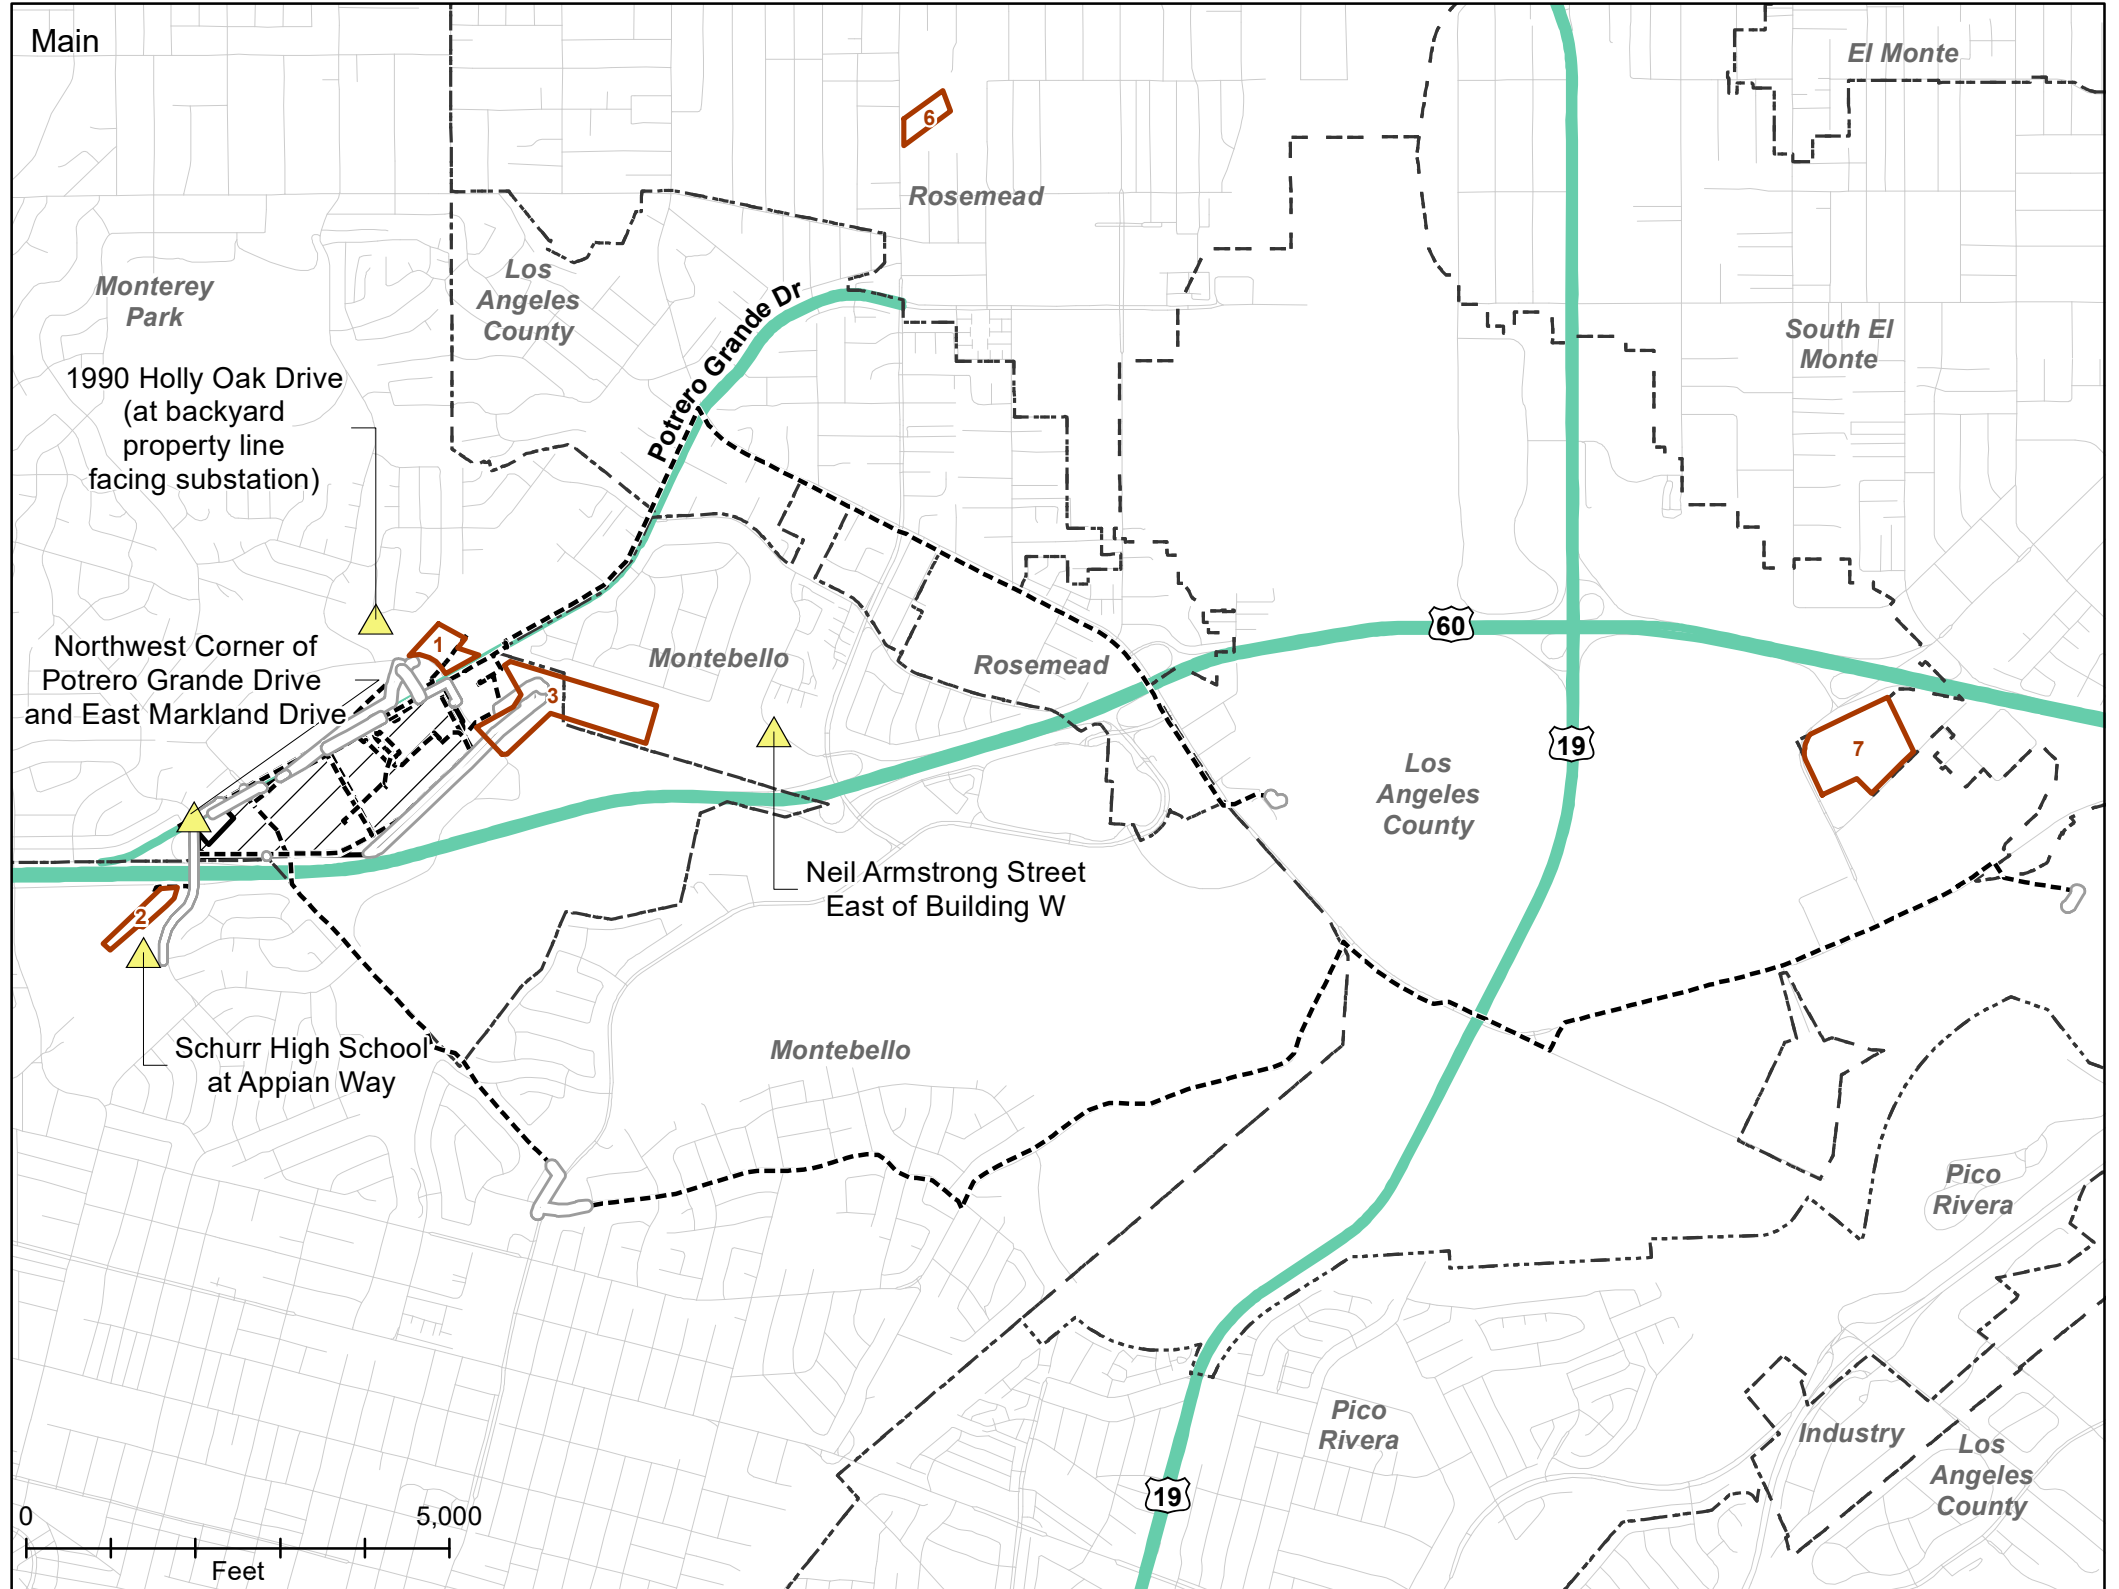 Main
El Monte
6
Rosemead
Los
Angeles
County
Monterey
Park
Potrero Grande Dr
South El
Monte
1990 Holly Oak Drive
(at backyard
property line
facing substation)
60
1
Northwest Corner of
Potrero Grande Drive
and East Markland Drive
Montebello
Rosemead
3
19
7
Los
Angeles
County
Neil Armstrong Street
East of Building W
2
Schurr High School
at Appian Way
Montebello
Pico
Rivera
Pico
Rivera
Industry
Los
Angeles
County
19
0
5,000
Feet